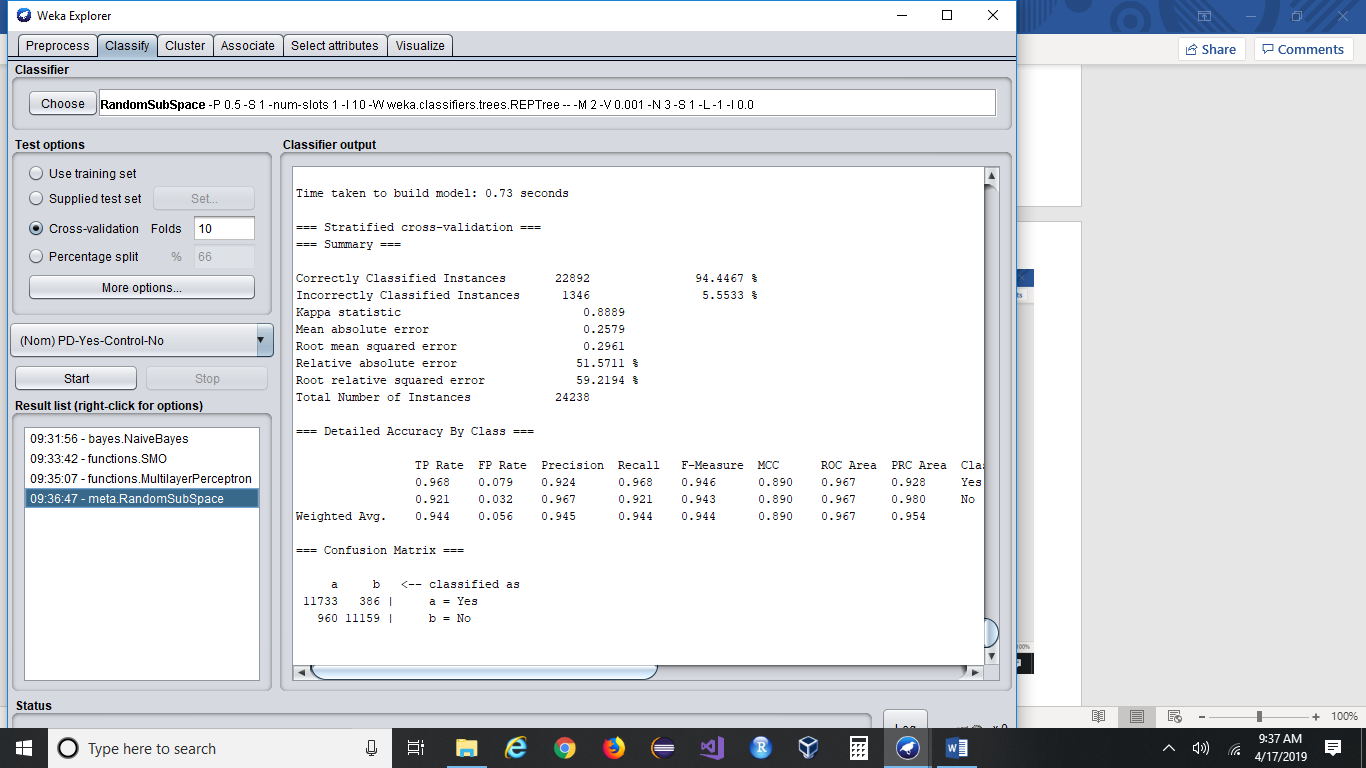 Weka Explorer
Share
Comments
Preprocess Classify Cluster Associate Select attributes Visualize
Classifier
Choose RandomSubSpace -P 0.5 -S 1 -num-slots 1 -I 10 -W weka.classifiers.trees.REPTree -- -M 2 -V 0.001 -N 3 -S 1 -L -1 -I 0.0
Test options
Use training set
Supplied test set Set...
Cross-validation Folds 10
Percentage split % 66
More options...
(Nom) PD-Yes-Control-No
Start Stop
Result list (right-click for options)
09:31:56 - bayes.NaiveBayes
09:33:42 - functions.SMO
09:35:07 - functions.MultilayerPerceptron
09:36:47 - meta.RandomSubSpace
Classifier output
Time taken to build model: 0.73 seconds
=== Stratified cross-validation ===
=== Summary ===
Correctly Classified Instances 22892 94.4467 %
Incorrectly Classified Instances 1346 5.5533 %
Kappa statistic 0.8889
Mean absolute error 0.2579
Root mean squared error 0.2961
Relative absolute error 51.5711 %
Root relative squared error 59.2194 %
Total Number of Instances 24238
=== Detailed Accuracy By Class ===
TP Rate FP Rate Precision Recall F-Measure MCC ROC Area PRC Area Cla
0.968 0.079 0.924 0.968 0.946 0.890 0.967 0.928 Yes
0.921 0.032 0.967 0.921 0.943 0.890 0.967 0.980 No
Weighted Avg. 0.944 0.056 0.945 0.944 0.944 0.890 0.967 0.954
=== Confusion Matrix ===
a b <-- classified as
11733 386 | a = Yes
960 11159 | b = No
Status
Log
x 0
100%
Type here to search
9:37 AM
4/17/2019